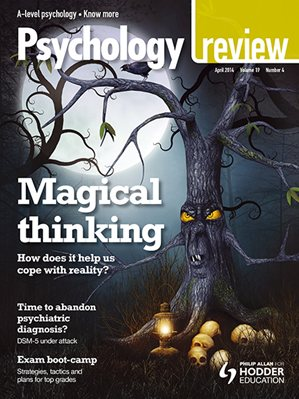 A-level psychology • Know more
Psychology review
April 2014 Volume 19 Number 4
Magical
thinking
How does it help us
cope with reality?
Time to abandon
psychiatric
diagnosis?
DSM-5 under attack
Exam boot-camp
Strategies, tactics and
plans for top grades
PHILIP ALLAN FOR
HODDER
EDUCATION